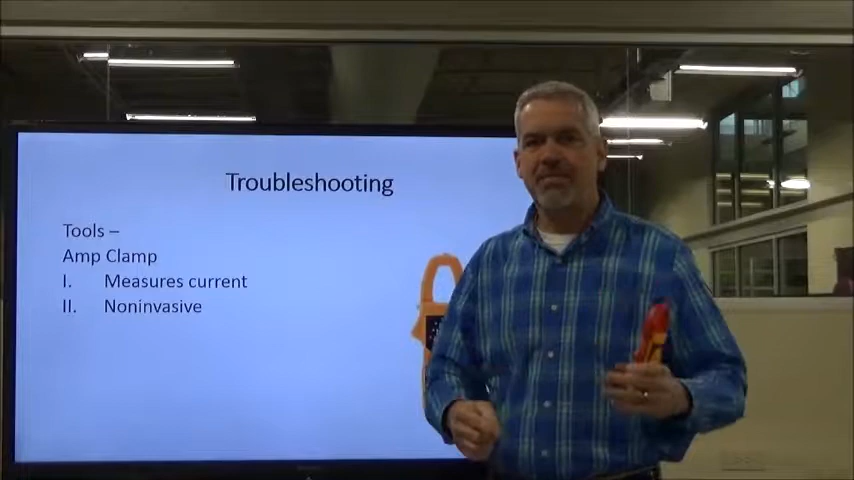 Troubleshooting
Tools –
Amp Clamp
I. Measures current
II. Noninvasive